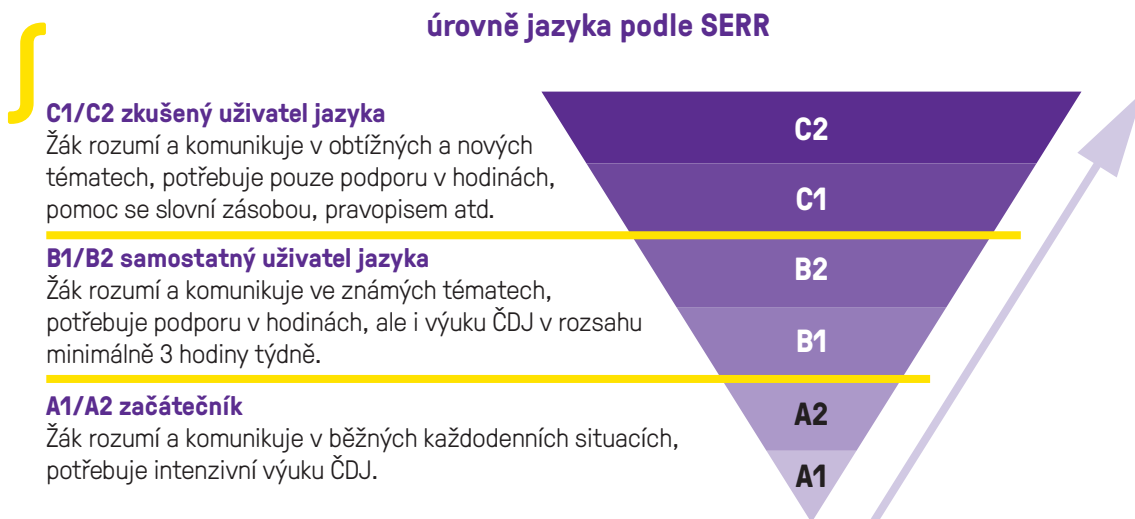 úrovně jazyka podle SERR
C1/C2 zkušený uživatel jazyka
Žák rozumí a komunikuje v obtížných a nových
tématech, potřebuje pouze podporu v hodinách,
pomoc se slovní zásobou, pravopisem atd.
B1/B2 samostatný uživatel jazyka
Žák rozumí a komunikuje ve známých tématech,
potřebuje podporu v hodinách, ale i výuku ČDJ v rozsahu
minimálně 3 hodiny týdně.
A1/A2 začátečník
Žák rozumí a komunikuje v běžných každodenních situacích,
potřebuje intenzivní výuku ČDJ.
C2
C1
B2
B1
A2
A1